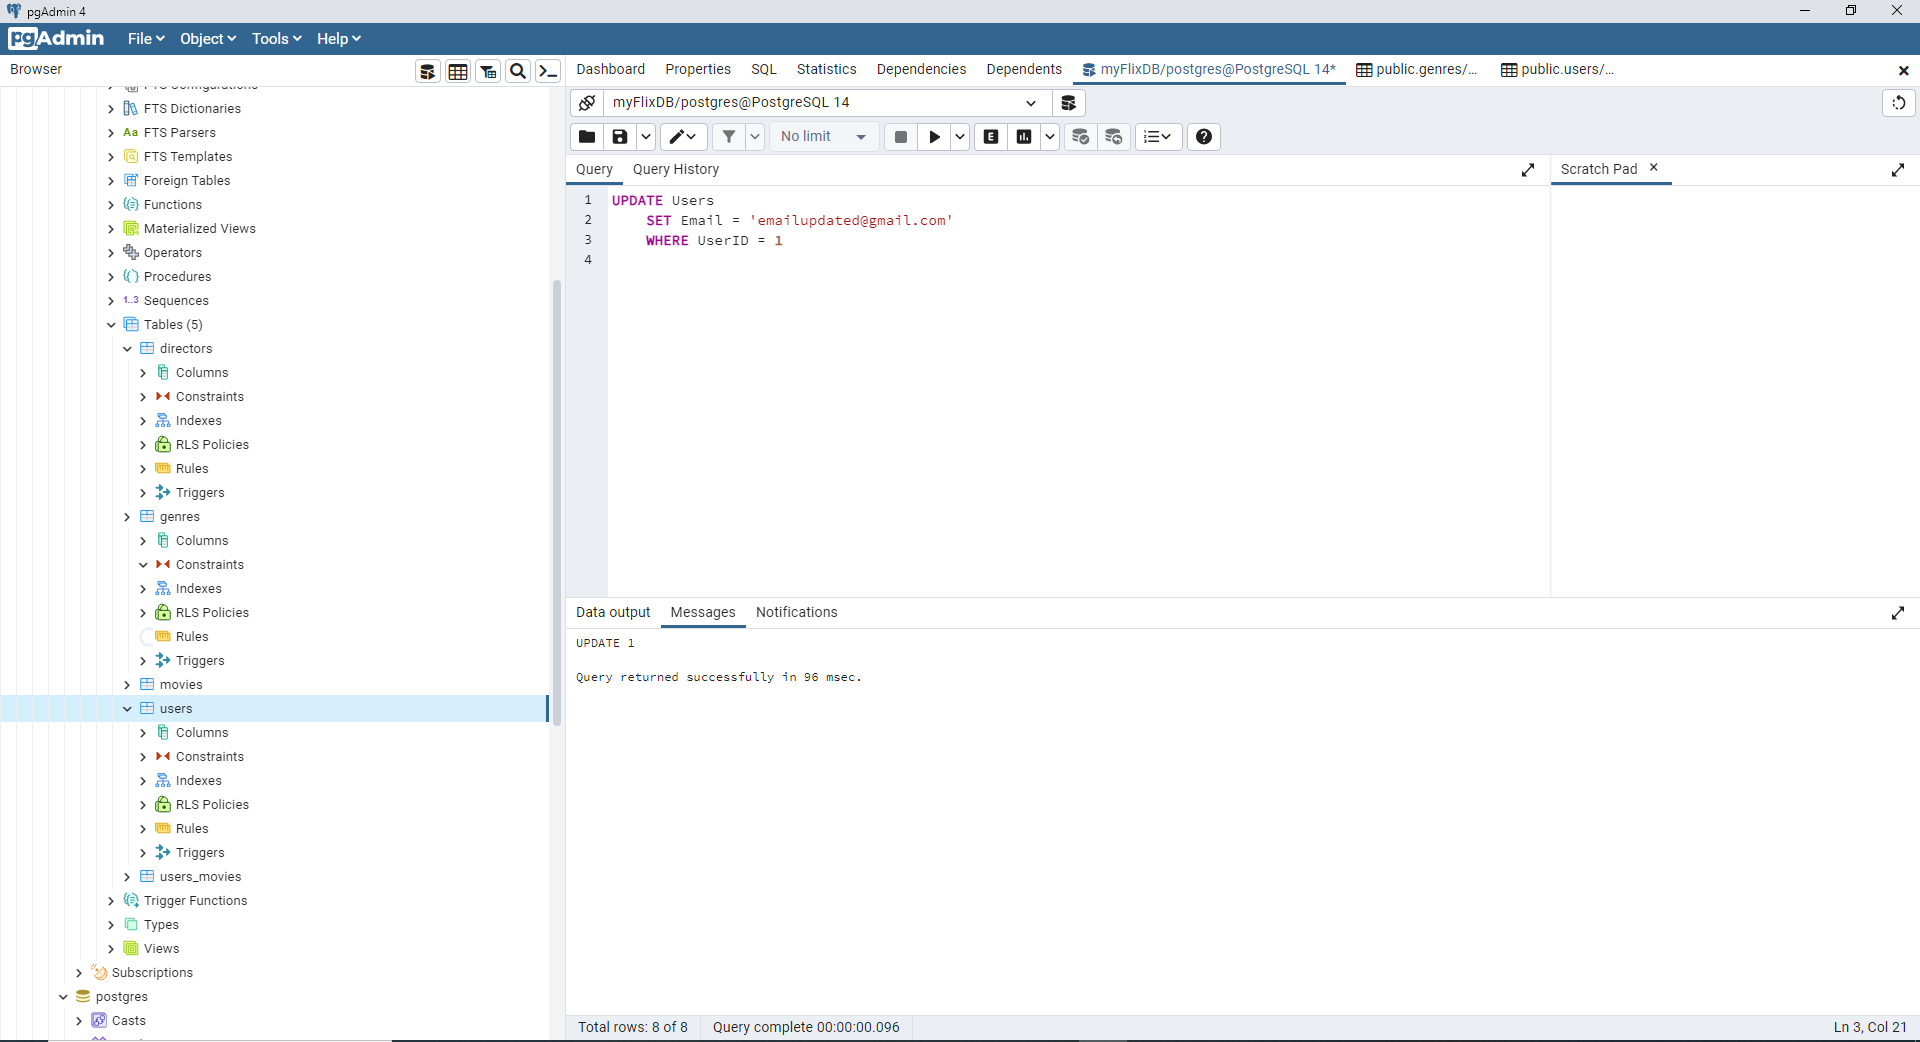 pgAdmin 4
pgAdmin File Object Tools Help
Browser
Dashboard Properties SQL Statistics Dependencies Dependents myFlixDB/postgres@PostgreSQL 14* public.genres/... public.users/...
myFlixDB/postgres@PostgreSQL 14
No limit
Query Query History
Scratch Pad
1 UPDATE Users
2 SET Email = 'emailupdated@gmail.com'
3 WHERE UserID = 1
4
FTS Configurations
FTS Dictionaries
Aa FTS Parsers
FTS Templates
Foreign Tables
Functions
Materialized Views
Operators
Procedures
1..3 Sequences
Tables (5)
directors
Columns
Constraints
Indexes
RLS Policies
Rules
Triggers
genres
Columns
Constraints
Indexes
RLS Policies
Rules
Triggers
movies
users
Columns
Constraints
Indexes
RLS Policies
Rules
Triggers
users_movies
Trigger Functions
Types
Views
Subscriptions
postgres
Casts
Data output Messages Notifications
UPDATE 1
Query returned successfully in 96 msec.
Total rows: 8 of 8 Query complete 00:00:00.096
Ln 3, Col 21